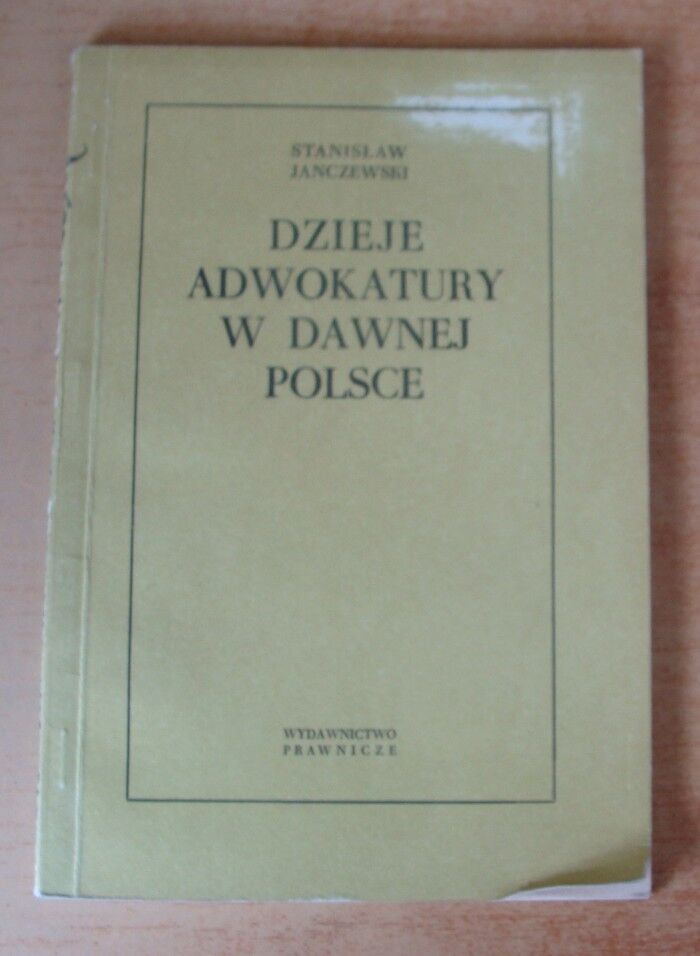 STANISŁAW
JANCZEWSKI
DZIEJE
ADWOKATURY
W DAWNEJ
POLSCE
WYDAWNICTWO
PRAWNICZE